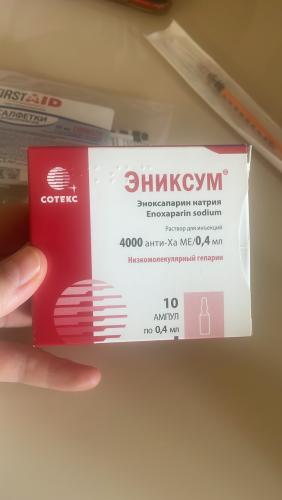 FIRST AID
САЛФЕТКИ
СОТЕКС
ЭНИКСУМ®
Эноксапарин натрия
Enoxaparin sodium
Раствор для инъекций
4000 анти-Ха МЕ/0,4 мл
Низкомолекулярный гепарин
10
АМПУЛ
по 0,4 мл